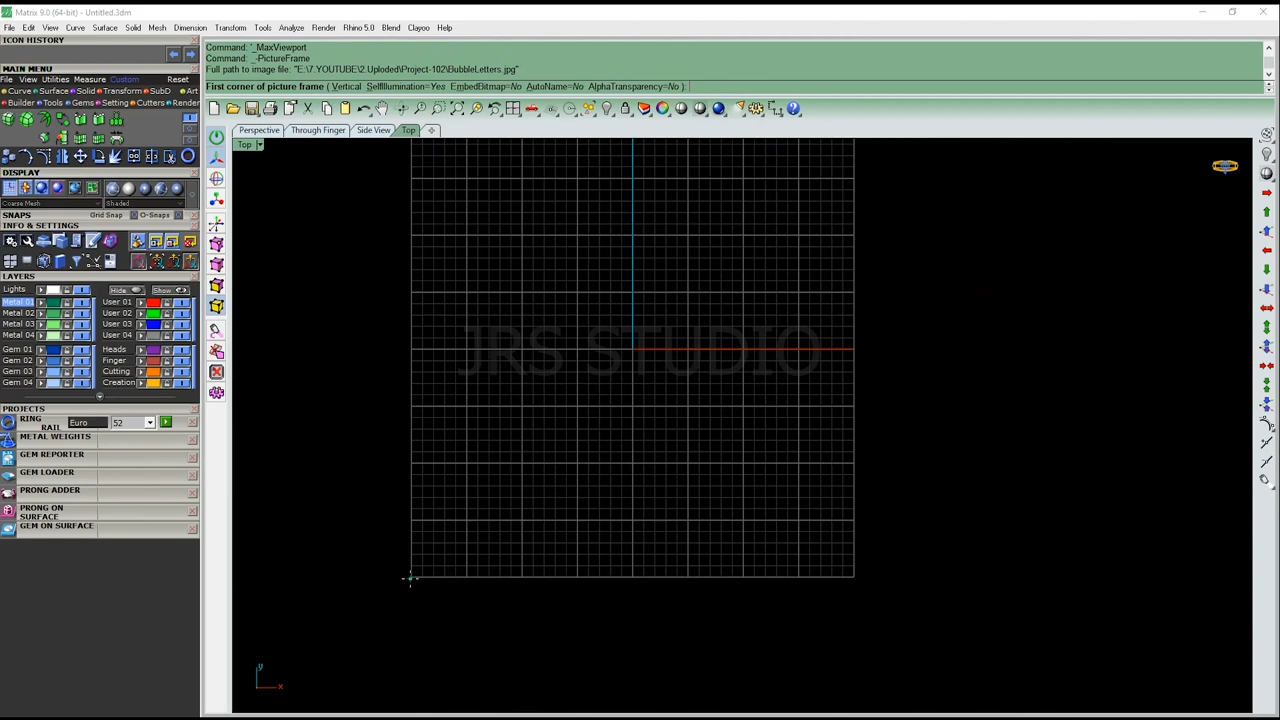 Matrix 9.0 (64-bit) - Untitled.3dm
File Edit View Curve Surface Solid Mesh Dimension Transform Tools Analyze Render Rhino 5.0 Blend Clayoo Help
ICON HISTORY
MAIN MENU
File View Utilities Measure Custom Reset
Curve Surface Solid Transform SubD Art
Builder Tools Gems Setting Cutters Render
DISPLAY
Coarse Mesh Shaded
SNAPS Grid Snap O-Snaps
INFO & SETTINGS
LAYERS
Lights Hide Show
Metal 01 User 01
Metal 02 User 02
Metal 03 User 03
Metal 04 User 04
Gem 01 Heads
Gem 02 Finger
Gem 03 Cutting
Gem 04 Creation
PROJECTS
RING RAIL Euro 52
METAL WEIGHTS
GEM REPORTER
GEM LOADER
PRONG ADDER
PRONG ON SURFACE
GEM ON SURFACE
Command: '_MaxViewport
Command: _-PictureFrame
Full path to image file: "E:\7.YOUTUBE\2.Uploded\Project-102\BubbleLetters.jpg"
First corner of picture frame ( Vertical SelfIllumination=Yes EmbedBitmap=No AutoName=No AlphaTransparency=No ):
Perspective Through Finger Side View Top
Top
JRS STUDIO
y
x